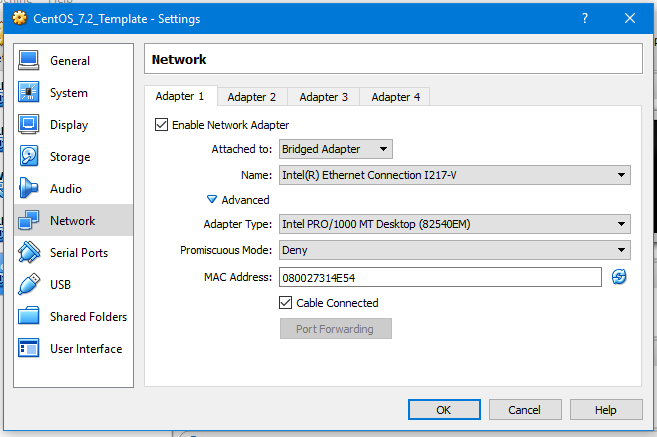 CentOS_7.2_Template - Settings
?
General
System
Display
Storage
Audio
Network
Serial Ports
USB
Shared Folders
User Interface
Network
Adapter 1
Adapter 2
Adapter 3
Adapter 4
Enable Network Adapter
Attached to: Bridged Adapter
Name: Intel(R) Ethernet Connection I217-V
Advanced
Adapter Type: Intel PRO/1000 MT Desktop (82540EM)
Promiscuous Mode: Deny
MAC Address: 080027314E54
Cable Connected
Port Forwarding
OK
Cancel
Help